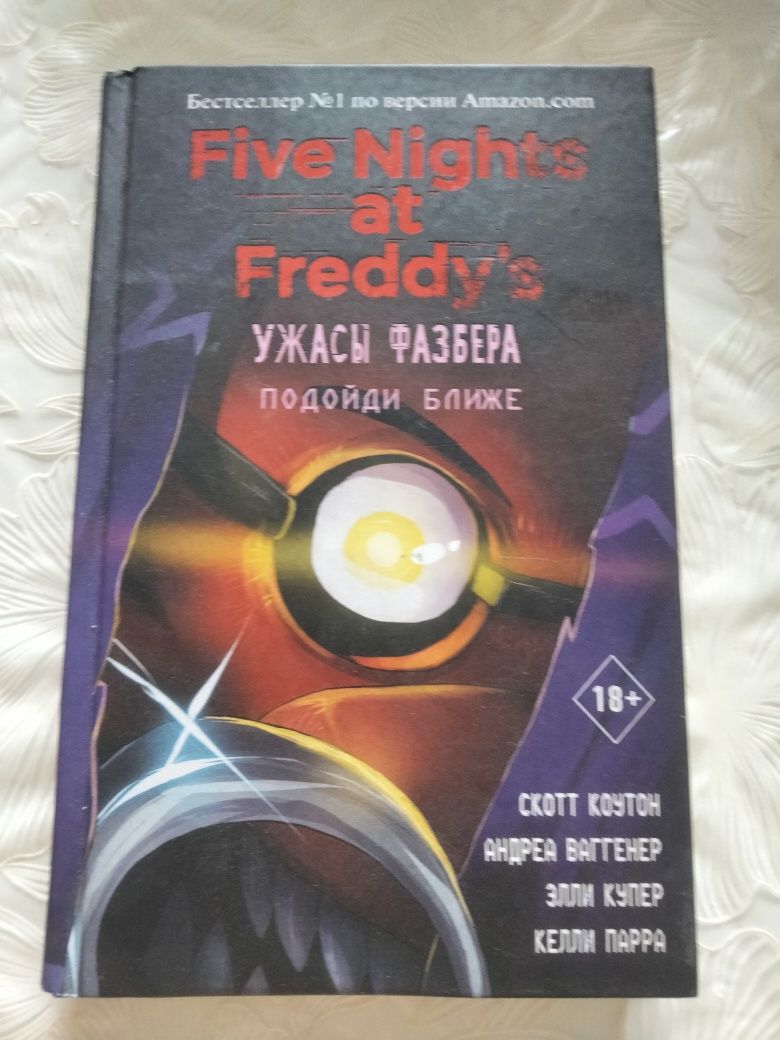 Бестселлер №1 по версии Amazon.com
Five Nights
at
Freddy's
УЖАСЫ ФАЗБЕРА
ПОДОЙДИ БЛИЖЕ
18+
СКОТТ КОУТОН
АНДРЕА ВАГГЕНЕР
ЭЛЛИ КУПЕР
КЕЛЛИ ПАРРА